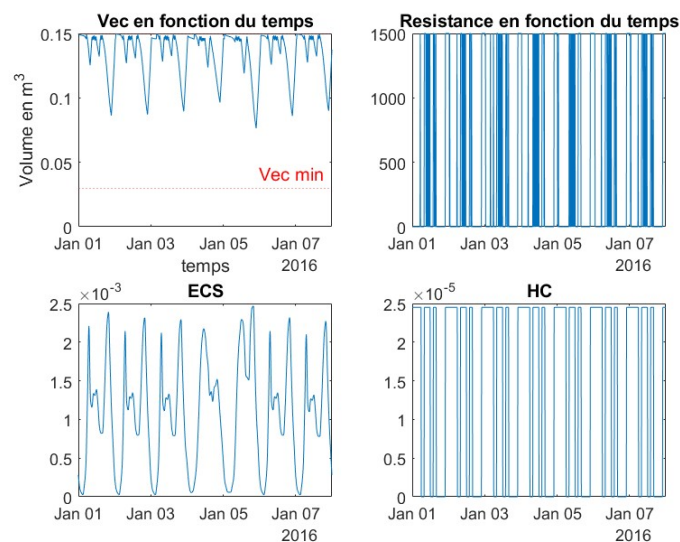 Vec en fonction du temps
0.15
0.1
0.05
0
Volume en m3
Vec min
Jan 01 Jan 03 Jan 05 Jan 07
temps 2016
Resistance en fonction du temps
1500
1000
500
0
Jan 01 Jan 03 Jan 05 Jan 07
2016
ECS
×10-3
2.5
2
1.5
1
0.5
0
Jan 01 Jan 03 Jan 05 Jan 07
2016
HC
×10-5
2.5
2
1.5
1
0.5
0
Jan 01 Jan 03 Jan 05 Jan 07
2016